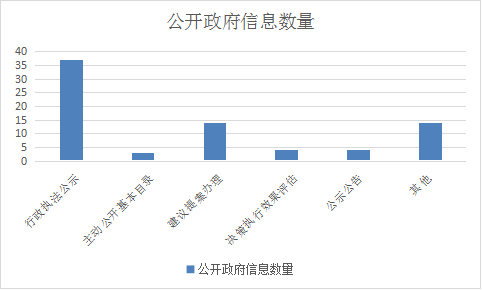 公开政府信息数量
40
35
30
25
20
15
10
5
0
行政执法公示
主动公开基本目录
建议提案办理
决策执行效果评估
公示公告
其他
公开政府信息数量